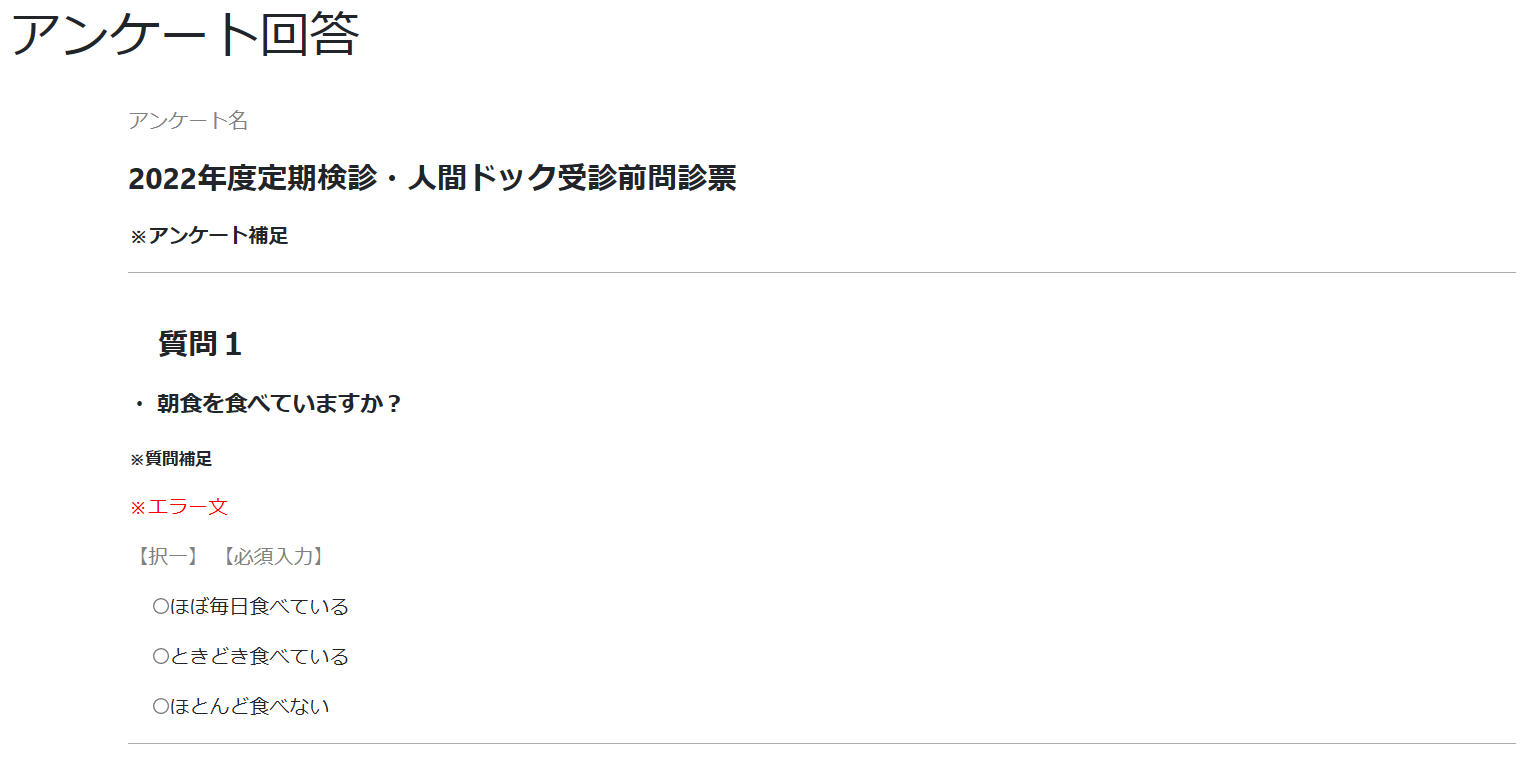 アンケート回答
アンケート名
2022年度定期検診・人間ドック受診前問診票
※アンケート補足
質問１
・ 朝食を食べていますか？
※質問補足
※エラー文
【択一】 【必須入力】
○ほぼ毎日食べている
○ときどき食べている
○ほとんど食べない